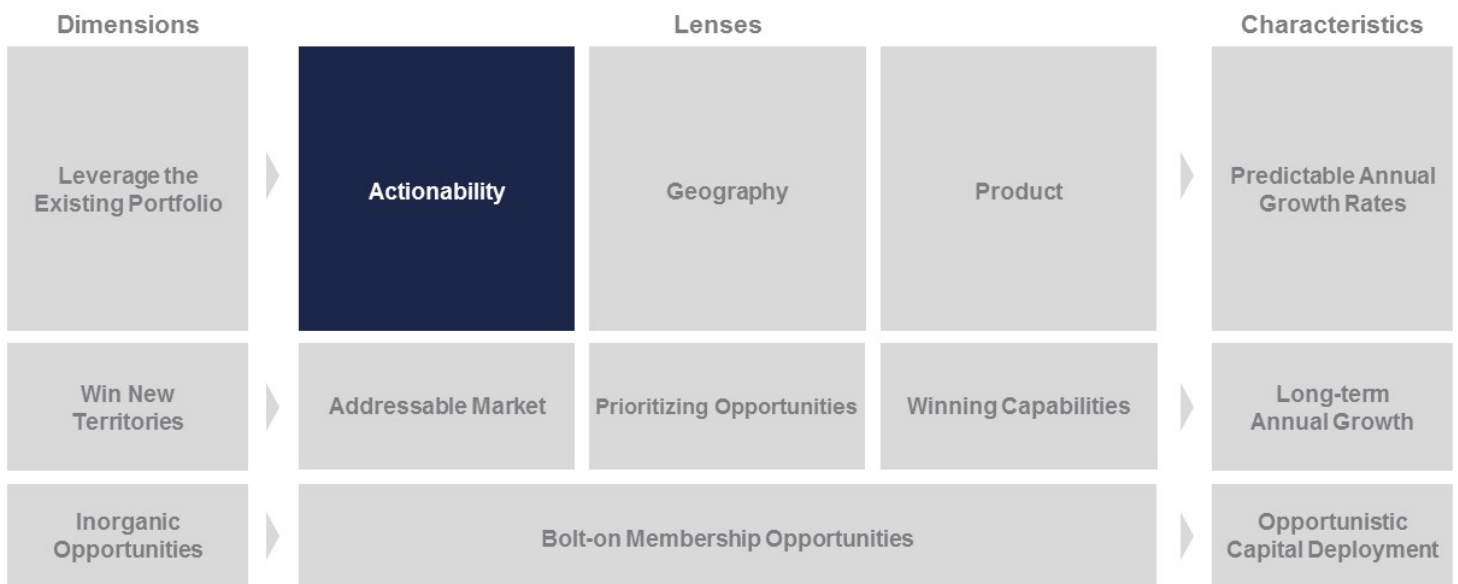 Dimensions
Lenses
Characteristics
Leverage the
Existing Portfolio
Actionability
Geography
Product
Predictable Annual
Growth Rates
Win New
Territories
Addressable Market
Prioritizing Opportunities
Winning Capabilities
Long-term
Annual Growth
Inorganic
Opportunities
Bolt-on Membership Opportunities
Opportunistic
Capital Deployment